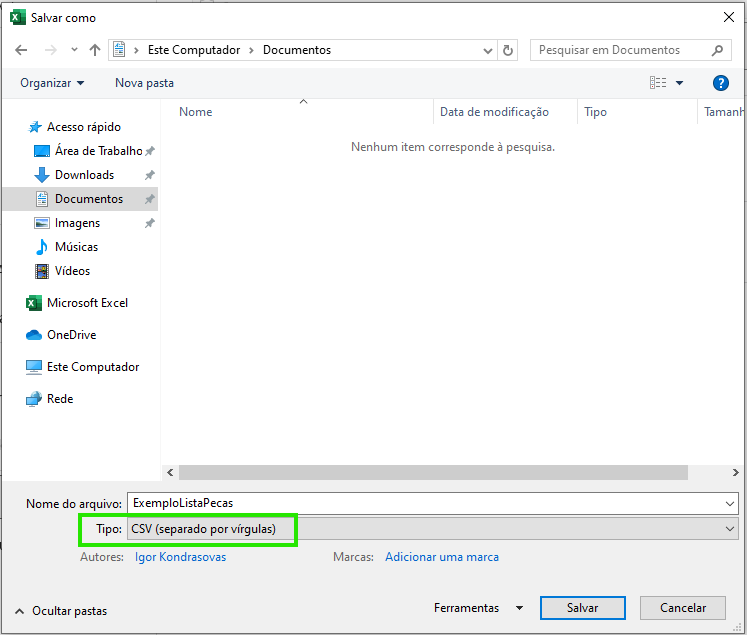 Salvar como
Este Computador > Documentos
Pesquisar em Documentos
Organizar
Nova pasta
Nome
Data de modificação
Tipo
Tamanh
Nenhum item corresponde à pesquisa.
Acesso rápido
Área de Trabalho
Downloads
Documentos
Imagens
Músicas
Vídeos
Microsoft Excel
OneDrive
Este Computador
Rede
Nome do arquivo: ExemploListaPecas
Tipo: CSV (separado por vírgulas)
Autores: Igor Kondrasovas
Marcas: Adicionar uma marca
Ocultar pastas
Ferramentas
Salvar
Cancelar